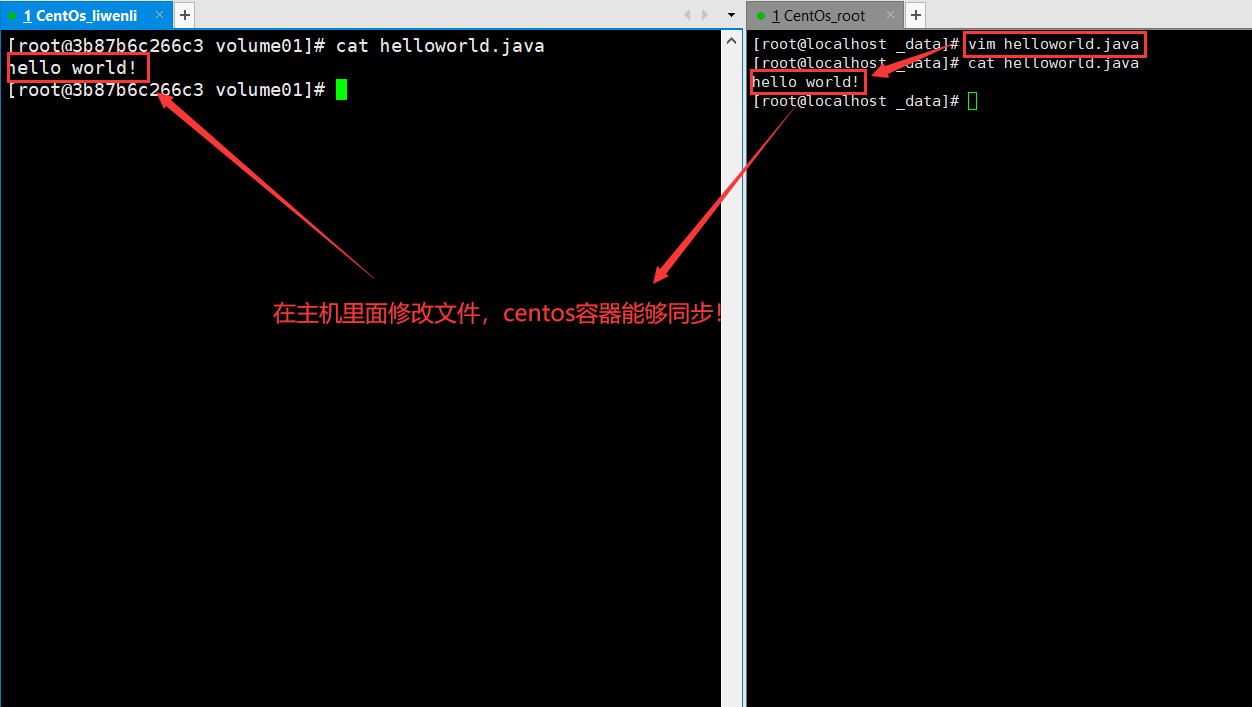 1 CentOs_liwenli
[root@3b87b6c266c3 volume01]# cat helloworld.java
hello world!
[root@3b87b6c266c3 volume01]#
在主机里面修改文件，centos容器能够同步！
1 CentOs_root
[root@localhost _data]# vim helloworld.java
[root@localhost _data]# cat helloworld.java
hello world!
[root@localhost _data]#